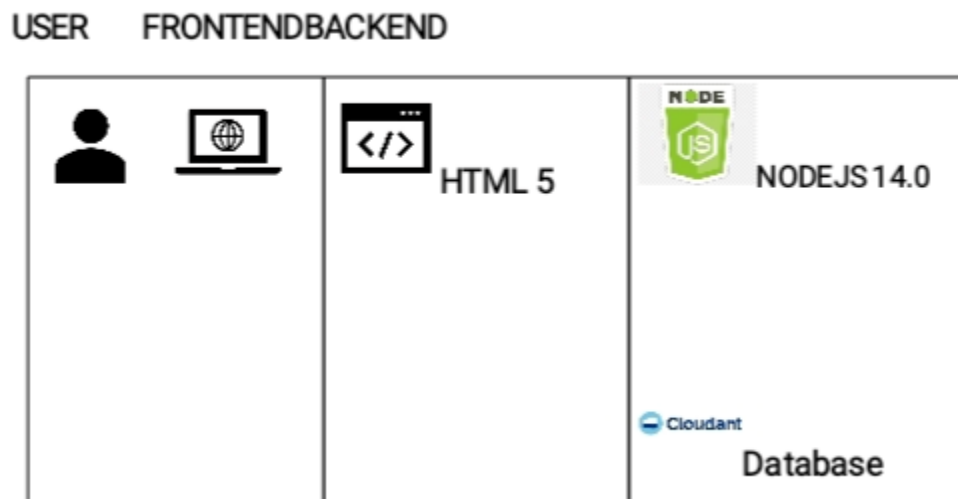 USER FRONTENDBACKEND
NODE
JS
</>
HTML 5
NODEJS 14.0
Cloudant
Database